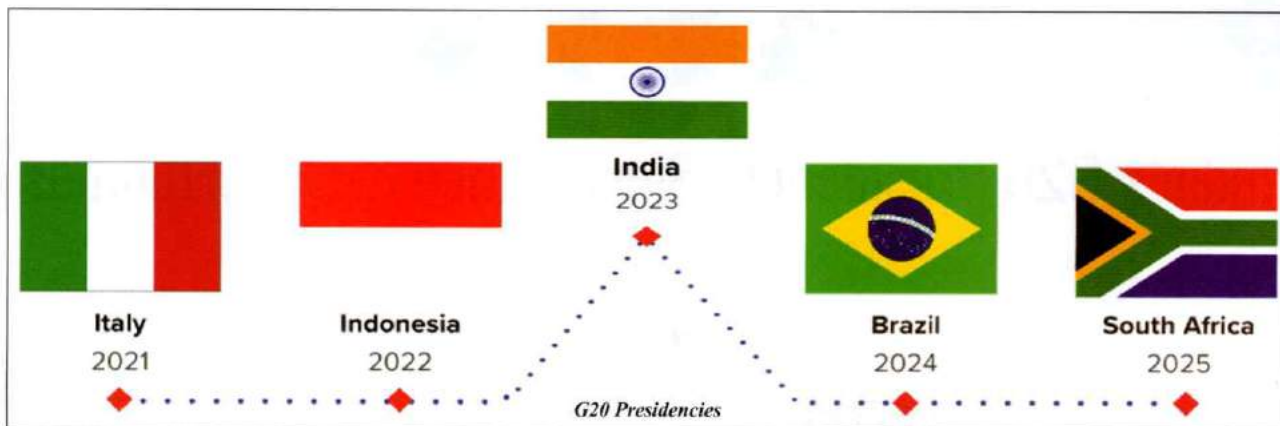 India
2023
Italy
2021
Indonesia
2022
Brazil
2024
South Africa
2025
G20 Presidencies